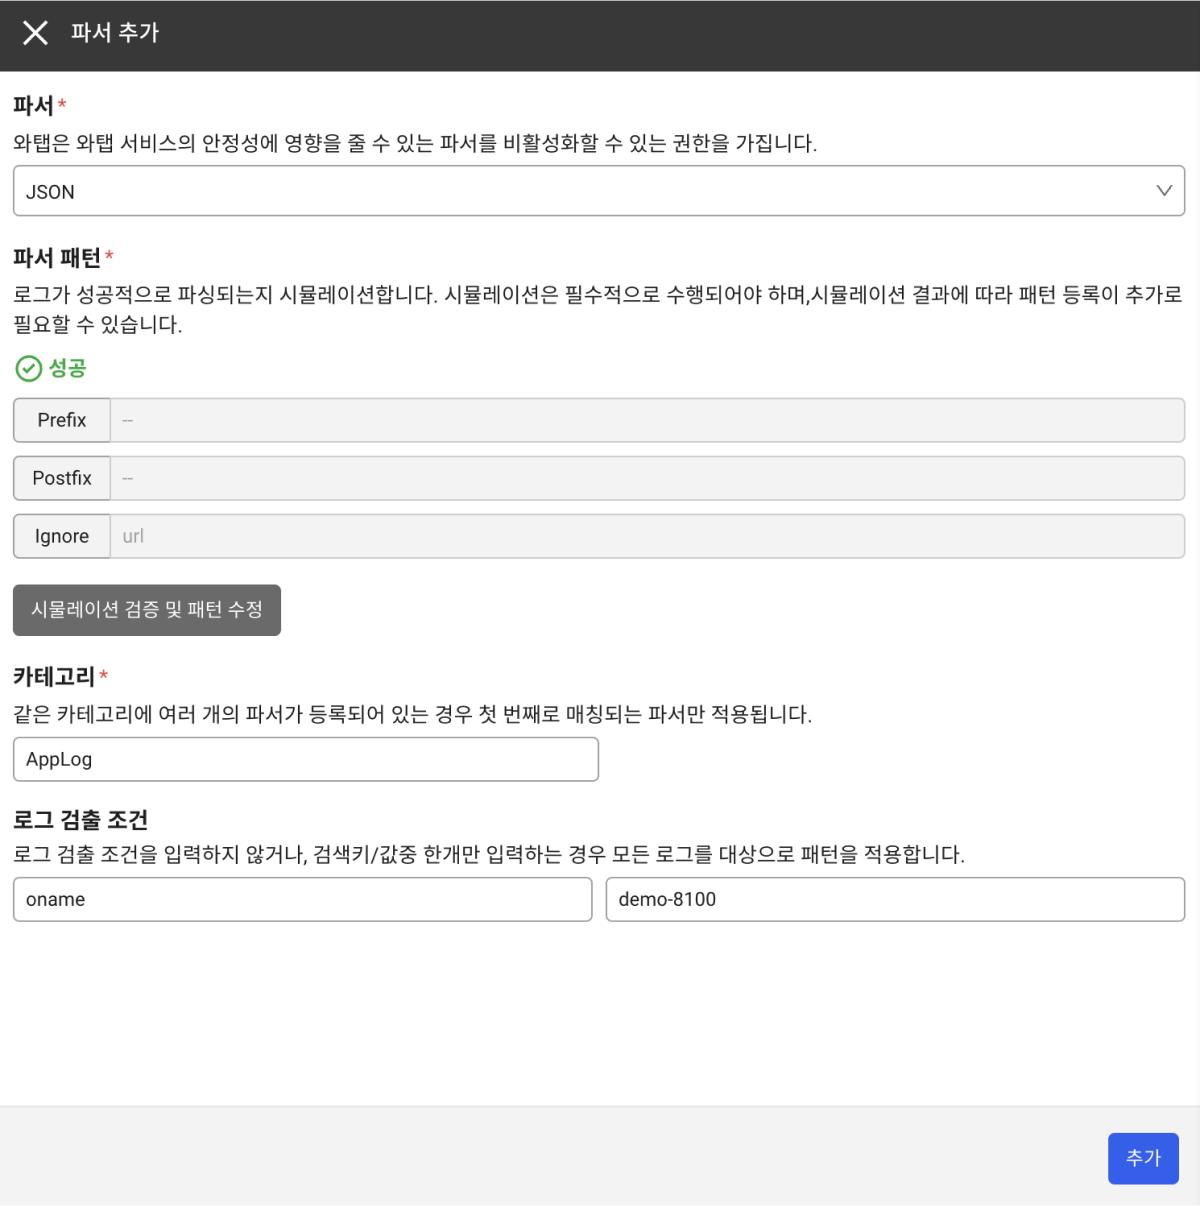 파서 추가
파서*
와탭은 와탭 서비스의 안정성에 영향을 줄 수 있는 파서를 비활성화할 수 있는 권한을 가집니다.
JSON
파서 패턴*
로그가 성공적으로 파싱되는지 시뮬레이션합니다. 시뮬레이션은 필수적으로 수행되어야 하며,시뮬레이션 결과에 따라 패턴 등록이 추가로
필요할 수 있습니다.
성공
Prefix --
Postfix --
Ignore url
시물레이션 검증 및 패턴 수정
카테고리*
같은 카테고리에 여러 개의 파서가 등록되어 있는 경우 첫 번째로 매칭되는 파서만 적용됩니다.
AppLog
로그 검출 조건
로그 검출 조건을 입력하지 않거나, 검색키/값중 한개만 입력하는 경우 모든 로그를 대상으로 패턴을 적용합니다.
oname demo-8100
추가